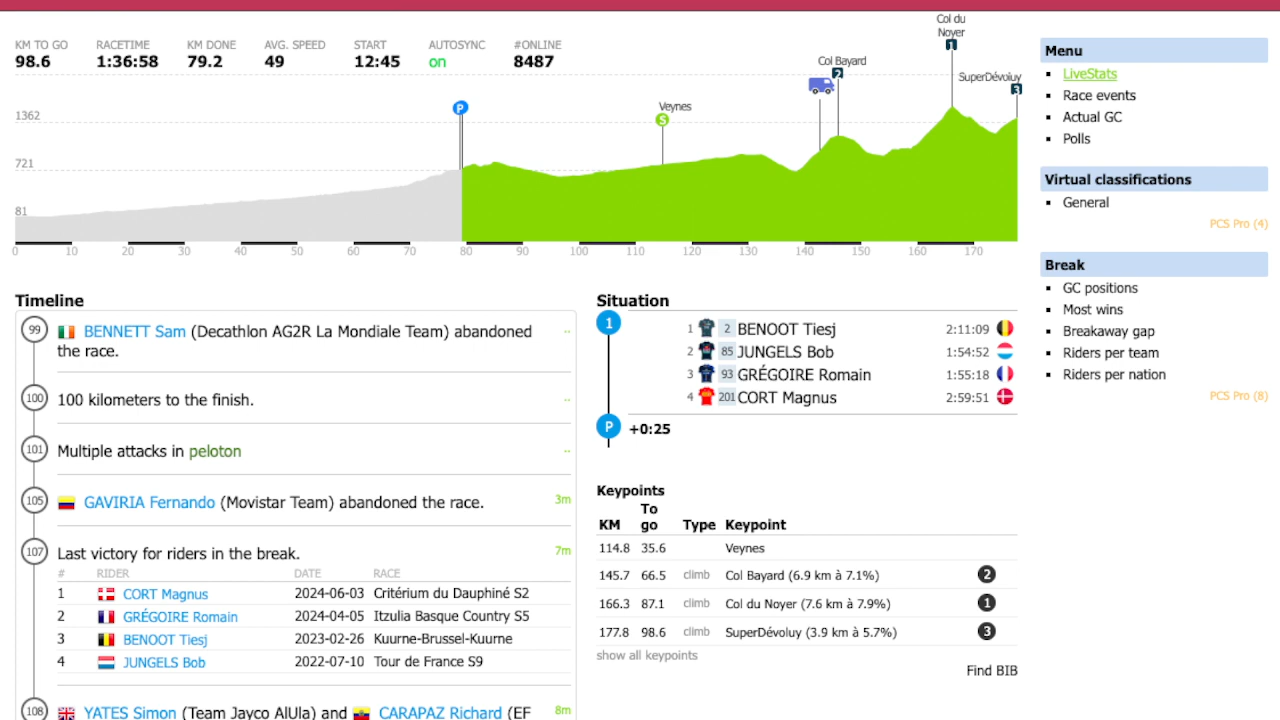 KM TO GO RACETIME KM DONE AVG. SPEED START AUTOSYNC #ONLINE
98.6 1:36:58 79.2 49 12:45 on 8487
Col du
Noyer
1
Col Bayard
2
SuperDévoluy
3
P
Veynes
S
1362
721
81
0 10 20 30 40 50 60 70 80 90 100 110 120 130 140 150 160 170
Menu
LiveStats
Race events
Actual GC
Polls
Virtual classifications
General
PCS Pro (4)
Break
GC positions
Most wins
Breakaway gap
Riders per team
Riders per nation
PCS Pro (8)
Timeline
99 BENNETT Sam (Decathlon AG2R La Mondiale Team) abandoned ..
the race.
100 100 kilometers to the finish. ..
101 Multiple attacks in peloton ..
105 GAVIRIA Fernando (Movistar Team) abandoned the race. 3m
107 Last victory for riders in the break. 7m
# RIDER DATE RACE
1 CORT Magnus 2024-06-03 Critérium du Dauphiné S2
2 GRÉGOIRE Romain 2024-04-05 Itzulia Basque Country S5
3 BENOOT Tiesj 2023-02-26 Kuurne-Brussel-Kuurne
4 JUNGELS Bob 2022-07-10 Tour de France S9
108 YATES Simon (Team Jayco AlUla) and CARAPAZ Richard (EF 8m
Situation
1
1 2 BENOOT Tiesj 2:11:09
2 85 JUNGELS Bob 1:54:52
3 93 GRÉGOIRE Romain 1:55:18
4 201 CORT Magnus 2:59:51
P +0:25
Keypoints
To
KM go Type Keypoint
114.8 35.6 Veynes
145.7 66.5 climb Col Bayard (6.9 km à 7.1%) 2
166.3 87.1 climb Col du Noyer (7.6 km à 7.9%) 1
177.8 98.6 climb SuperDévoluy (3.9 km à 5.7%) 3
show all keypoints
Find BIB